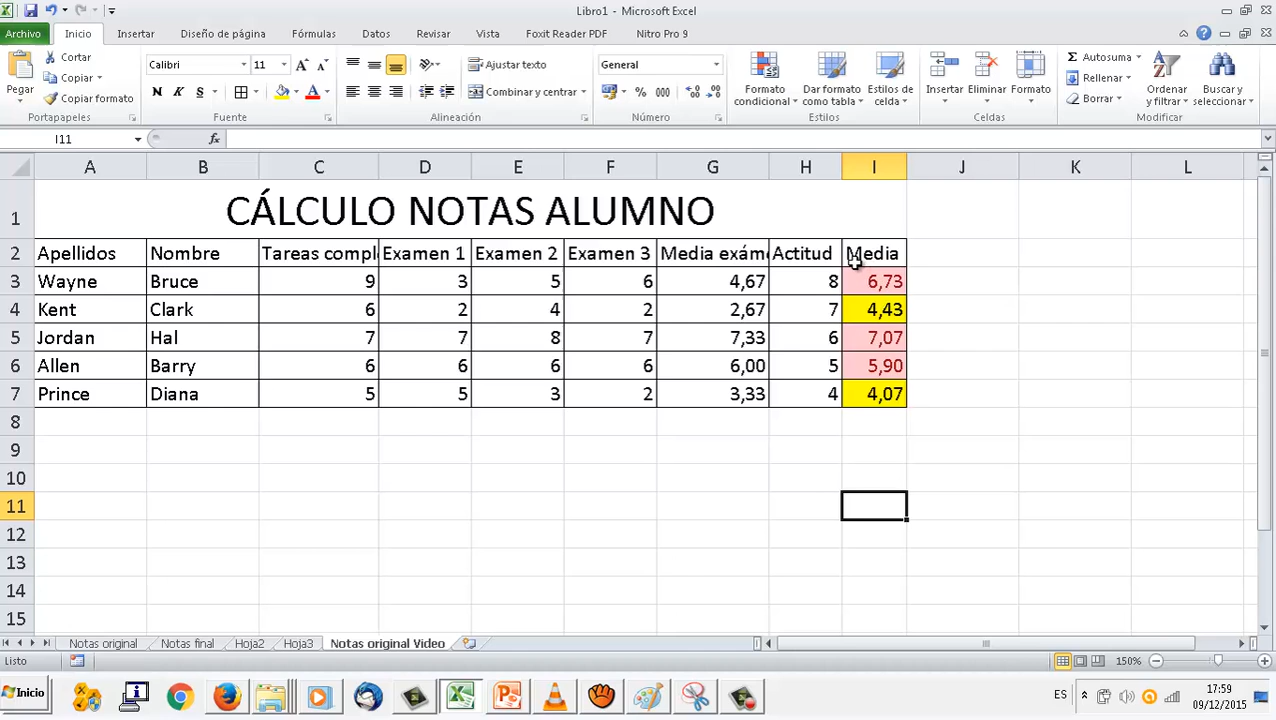 Libro1 - Microsoft Excel
Archivo Inicio Insertar Diseño de página Fórmulas Datos Revisar Vista Foxit Reader PDF Nitro Pro 9
Pegar
Cortar
Copiar
Copiar formato
Portapapeles
Calibri 11
N K S
Fuente
Ajustar texto
Combinar y centrar
Alineación
General
% 000
Número
Formato condicional
Dar formato como tabla
Estilos de celda
Estilos
Insertar Eliminar Formato
Celdas
Σ Autosuma
Rellenar
Borrar
Ordenar y filtrar
Buscar y seleccionar
Modificar
I11 fx
A B C D E F G H I J K L
1 CÁLCULO NOTAS ALUMNO
2 Apellidos Nombre Tareas compl Examen 1 Examen 2 Examen 3 Media exáme Actitud Media
3 Wayne Bruce 9 3 5 6 4,67 8 6,73
4 Kent Clark 6 2 4 2 2,67 7 4,43
5 Jordan Hal 7 7 8 7 7,33 6 7,07
6 Allen Barry 6 6 6 6 6,00 5 5,90
7 Prince Diana 5 5 3 2 3,33 4 4,07
8
9
10
11
12
13
14
15
Notas original Notas final Hoja2 Hoja3 Notas original Video
Listo 150%
Inicio ES 17:59
09/12/2015